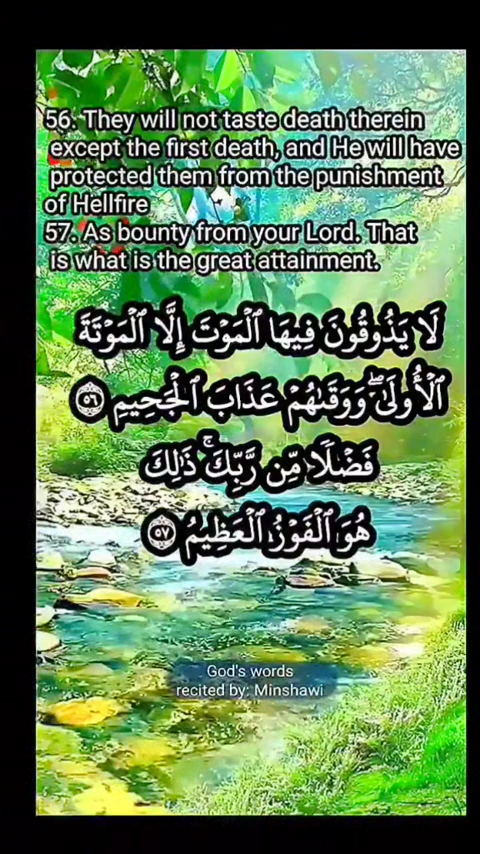 56. They will not taste death therein
except the first death, and He will have
protected them from the punishment
of Hellfire
57. As bounty from your Lord. That
is what is the great attainment.
لَا يَذُوقُونَ فِيهَا ٱلْمَوْتَ إِلَّا ٱلْمَوْتَةَ
ٱلْأُولَىٰۖ وَوَقَىٰهُمْ عَذَابَ ٱلْجَحِيمِ ۝٥٦
فَضْلًا مِّن رَّبِّكَۚ ذَٰلِكَ
هُوَ ٱلْفَوْزُ ٱلْعَظِيمُ ۝٥٧
God's words
recited by: Minshawi